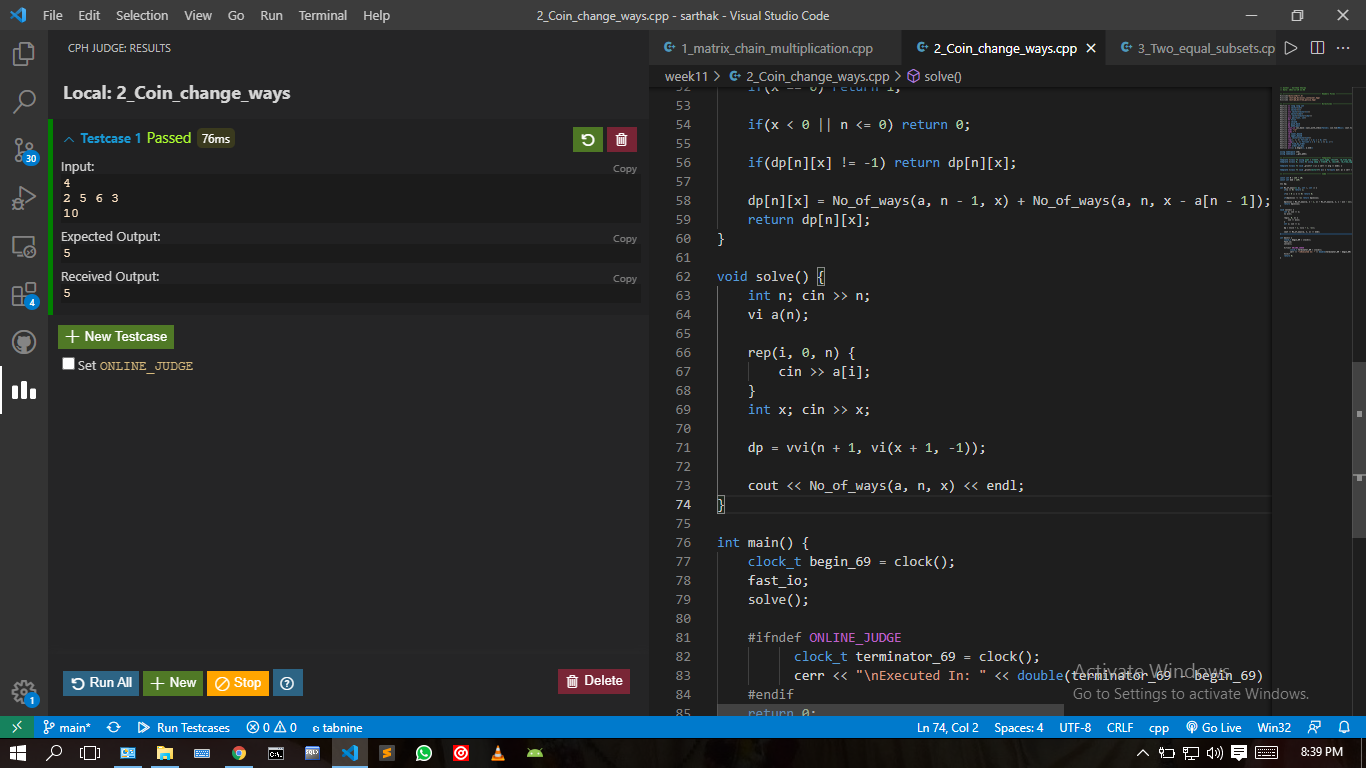 File Edit Selection View Go Run Terminal Help 2_Coin_change_ways.cpp - sarthak - Visual Studio Code
CPH JUDGE: RESULTS
Local: 2_Coin_change_ways
Testcase 1 Passed 76ms
Input:
Copy
4
2 5 6 3
10
Expected Output:
Copy
5
Received Output:
Copy
5
+ New Testcase
Set ONLINE_JUDGE
Run All + New Stop Delete
30
4
1
1_matrix_chain_multiplication.cpp 2_Coin_change_ways.cpp 3_Two_equal_subsets.cp
week11 > 2_Coin_change_ways.cpp > solve()
52 if(x == 0) return 1;
53
54 if(x < 0 || n <= 0) return 0;
55
56 if(dp[n][x] != -1) return dp[n][x];
57
58 dp[n][x] = No_of_ways(a, n - 1, x) + No_of_ways(a, n, x - a[n - 1]);
59 return dp[n][x];
60 }
61
62 void solve() {
63 int n; cin >> n;
64 vi a(n);
65
66 rep(i, 0, n) {
67 cin >> a[i];
68 }
69 int x; cin >> x;
70
71 dp = vvi(n + 1, vi(x + 1, -1));
72
73 cout << No_of_ways(a, n, x) << endl;
74 }
75
76 int main() {
77 clock_t begin_69 = clock();
78 fast_io;
79 solve();
80
81 #ifndef ONLINE_JUDGE
82 clock_t terminator_69 = clock();
83 cerr << "\nExecuted In: " << double(terminator_69 - begin_69)
84 #endif
85 return 0;
Activate Windows
Go to Settings to activate Windows.
main* Run Testcases 0 0 tabnine Ln 74, Col 2 Spaces: 4 UTF-8 CRLF cpp Go Live Win32
8:39 PM